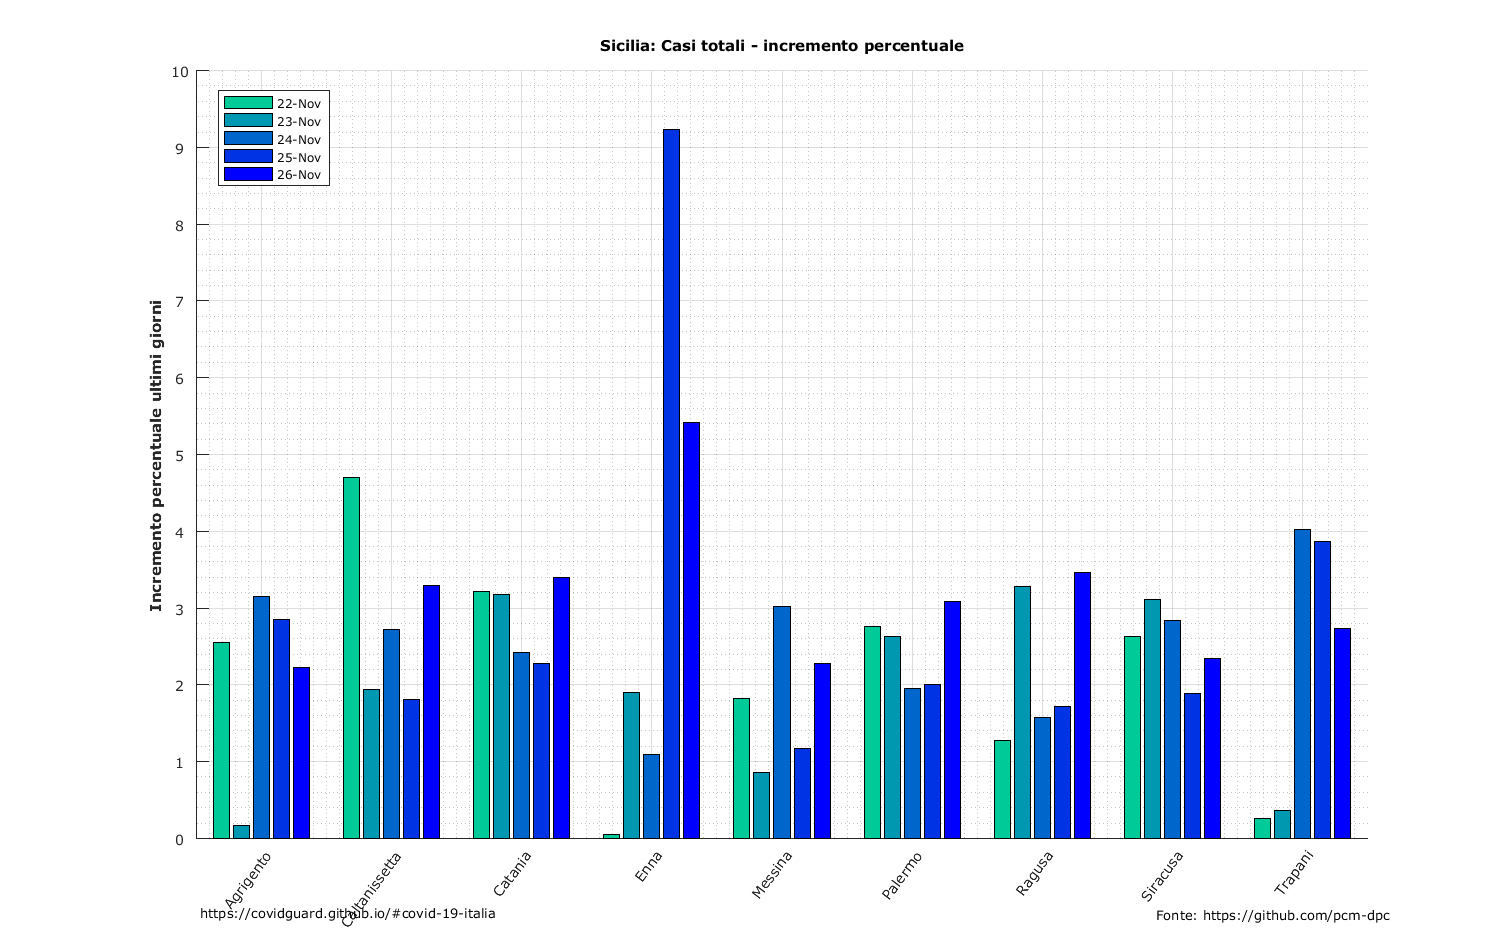 Sicilia: Casi totali - incremento percentuale
Incremento percentuale ultimi giorni
10
9
8
7
6
5
4
3
2
1
0
22-Nov
23-Nov
24-Nov
25-Nov
26-Nov
Agrigento
Caltanissetta
Catania
Enna
Messina
Palermo
Ragusa
Siracusa
Trapani
https://covidguard.github.io/#covid-19-italia
Fonte: https://github.com/pcm-dpc